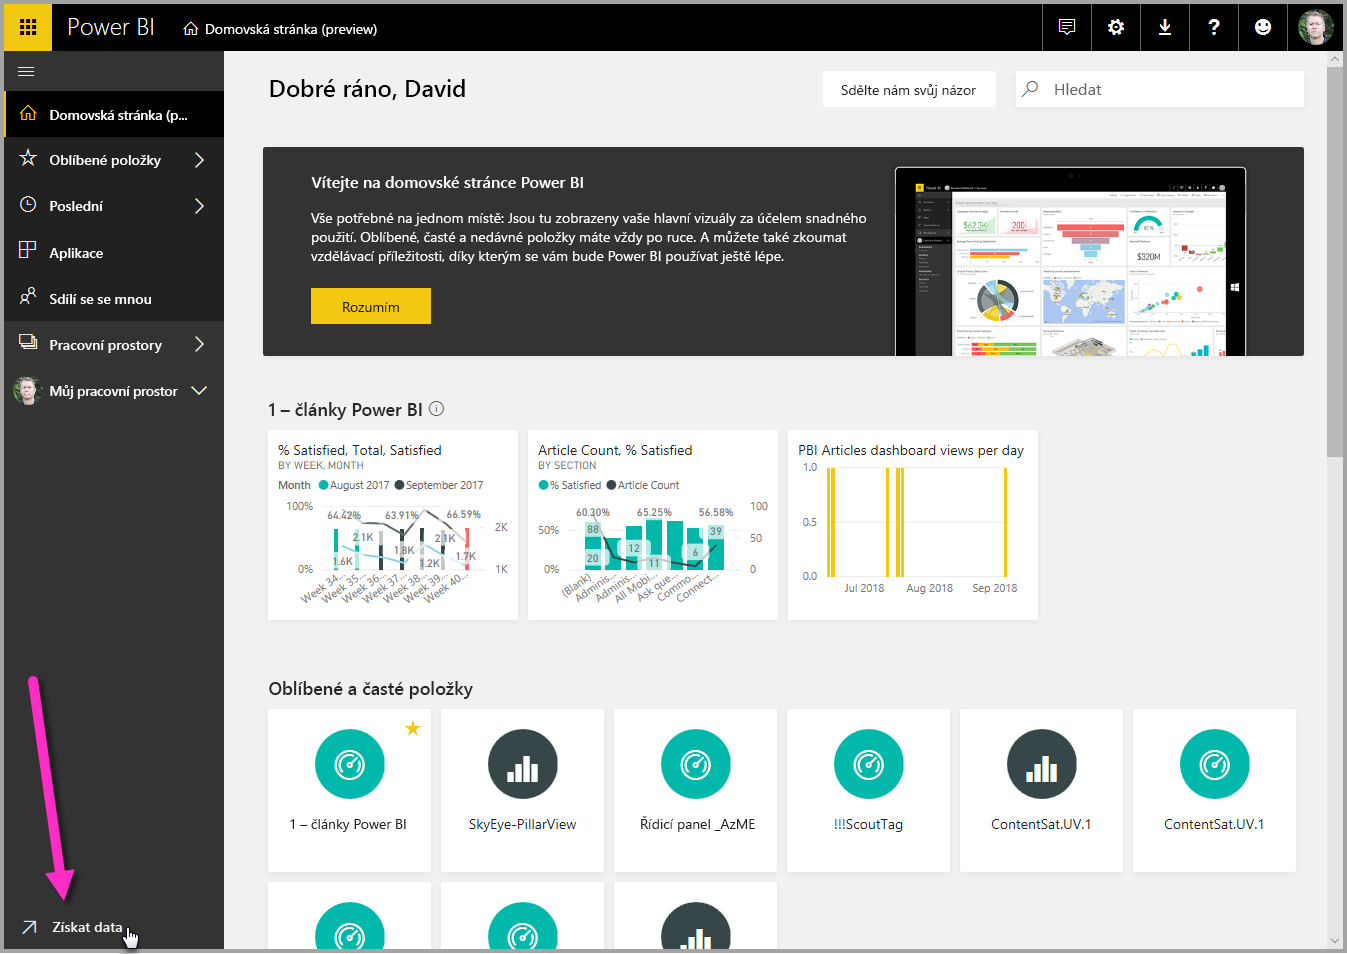 Power BI
Domovská stránka (preview)
Domovská stránka (p...
Oblíbené položky
Poslední
Aplikace
Sdílí se se mnou
Pracovní prostory
Můj pracovní prostor
Získat data
Dobré ráno, David
Sdělte nám svůj názor
Hledat
Vítejte na domovské stránce Power BI
Vše potřebné na jednom místě: Jsou tu zobrazeny vaše hlavní vizuály za účelem snadného
použití. Oblíbené, časté a nedávné položky máte vždy po ruce. A můžete také zkoumat
vzdělávací příležitosti, díky kterým se vám bude Power BI používat ještě lépe.
Rozumím
$62.3K
200
$320M
1 – články Power BI
% Satisfied, Total, Satisfied
BY WEEK, MONTH
Month August 2017 September 2017
100%
0%
64.42% 63.91% 66.59%
2.1K 2.1K
1.6K 1.8K 1.2K 1.7K
2K
1K
Week 34... Week 35... Week 36... Week 37... Week 38... Week 39... Week 40...
Article Count, % Satisfied
BY SECTION
% Satisfied Article Count
60.30% 65.25% 56.58%
50%
0%
88 20 12 11 6 39
100
50
0
(Blank) Adminis... Adminis... All Mobi... Ask que... Commo... Connect...
PBI Articles dashboard views per day
1.0
0.5
0.0
Jul 2018 Aug 2018 Sep 2018
Oblíbené a časté položky
1 – články Power BI
SkyEye-PillarView
Řídicí panel _AzME
!!!ScoutTag
ContentSat.UV.1
ContentSat.UV.1